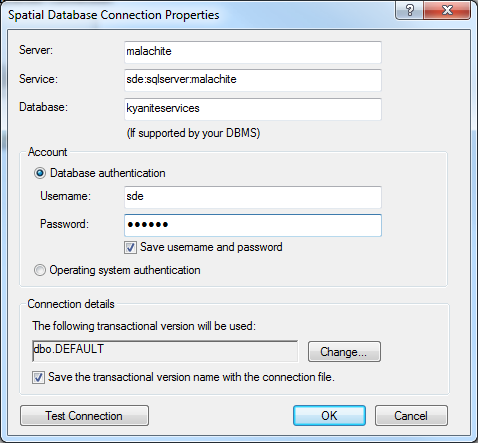 Spatial Database Connection Properties
Server: malachite
Service: sde:sqlserver:malachite
Database: kyaniteservices
(If supported by your DBMS)
Account
Database authentication
Username: sde
Password: ●●●●●●
Save username and password
Operating system authentication
Connection details
The following transactional version will be used:
dbo.DEFAULT Change...
Save the transactional version name with the connection file.
Test Connection OK Cancel